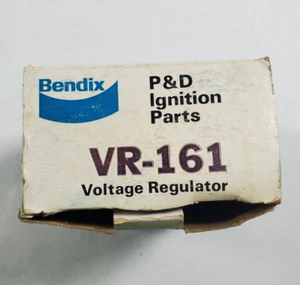 Bendix
P&D
Ignition
Parts
VR-161
Voltage Regulator